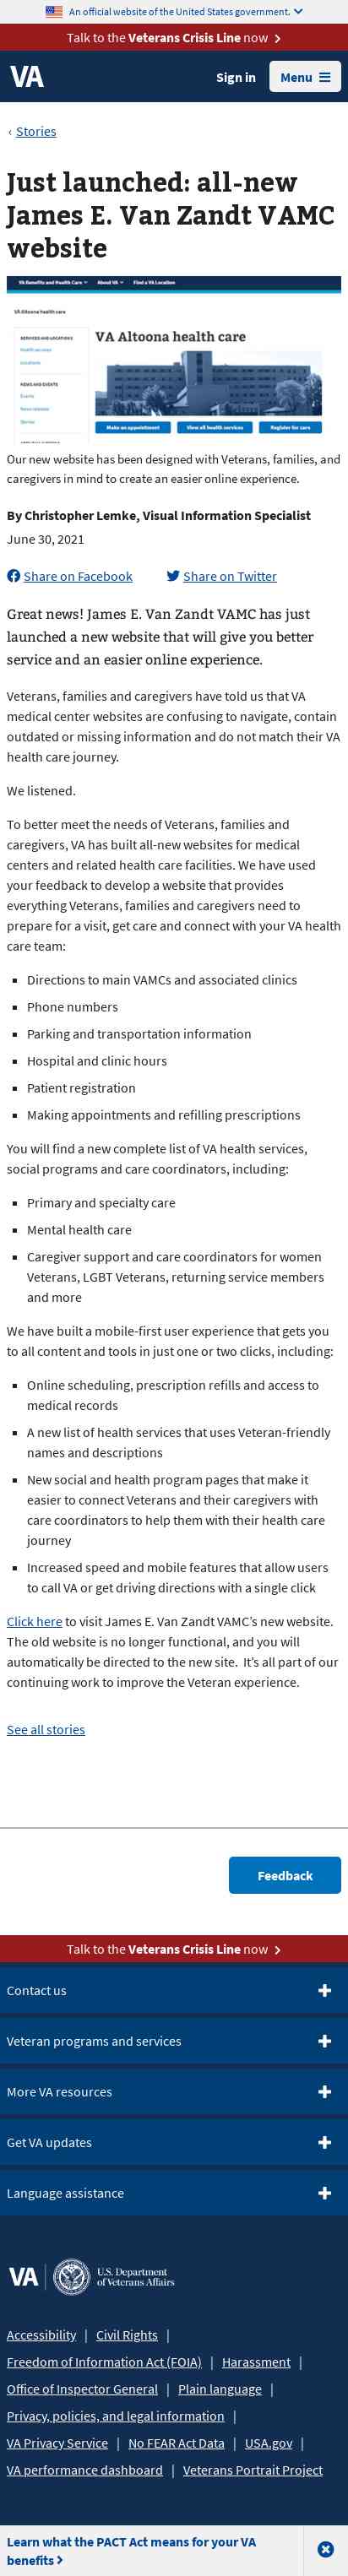 An official website of the United States government.
Talk to the Veterans Crisis Line now
VA
Sign in
Menu
‹ Stories
Just launched: all-new
James E. Van Zandt VAMC
website
VA Benefits and Health Care
About VA
Find a VA Location
VA Altoona health care
SERVICES AND LOCATIONS
Health services
Locations
NEWS AND EVENTS
Events
News releases
Stories
VA Altoona health care
Make an appointment
View all health services
Register for care
Our new website has been designed with Veterans, families, and
caregivers in mind to create an easier online experience.
By Christopher Lemke, Visual Information Specialist
June 30, 2021
Share on Facebook
Share on Twitter
Great news! James E. Van Zandt VAMC has just
launched a new website that will give you better
service and an easier online experience.
Veterans, families and caregivers have told us that VA
medical center websites are confusing to navigate, contain
outdated or missing information and do not match their VA
health care journey.
We listened.
To better meet the needs of Veterans, families and
caregivers, VA has built all-new websites for medical
centers and related health care facilities. We have used
your feedback to develop a website that provides
everything Veterans, families and caregivers need to
prepare for a visit, get care and connect with your VA health
care team:
Directions to main VAMCs and associated clinics
Phone numbers
Parking and transportation information
Hospital and clinic hours
Patient registration
Making appointments and refilling prescriptions
You will find a new complete list of VA health services,
social programs and care coordinators, including:
Primary and specialty care
Mental health care
Caregiver support and care coordinators for women
Veterans, LGBT Veterans, returning service members
and more
We have built a mobile-first user experience that gets you
to all content and tools in just one or two clicks, including:
Online scheduling, prescription refills and access to
medical records
A new list of health services that uses Veteran-friendly
names and descriptions
New social and health program pages that make it
easier to connect Veterans and their caregivers with
care coordinators to help them with their health care
journey
Increased speed and mobile features that allow users
to call VA or get driving directions with a single click
Click here to visit James E. Van Zandt VAMC’s new website.
The old website is no longer functional, and you will
automatically be directed to the new site. It’s all part of our
continuing work to improve the Veteran experience.
See all stories
Feedback
Talk to the Veterans Crisis Line now
Contact us
Veteran programs and services
More VA resources
Get VA updates
Language assistance
VA
U.S. Department
of Veterans Affairs
Accessibility | Civil Rights |
Freedom of Information Act (FOIA) | Harassment |
Office of Inspector General | Plain language |
Privacy, policies, and legal information |
VA Privacy Service | No FEAR Act Data | USA.gov |
VA performance dashboard | Veterans Portrait Project
Learn what the PACT Act means for your VA
benefits